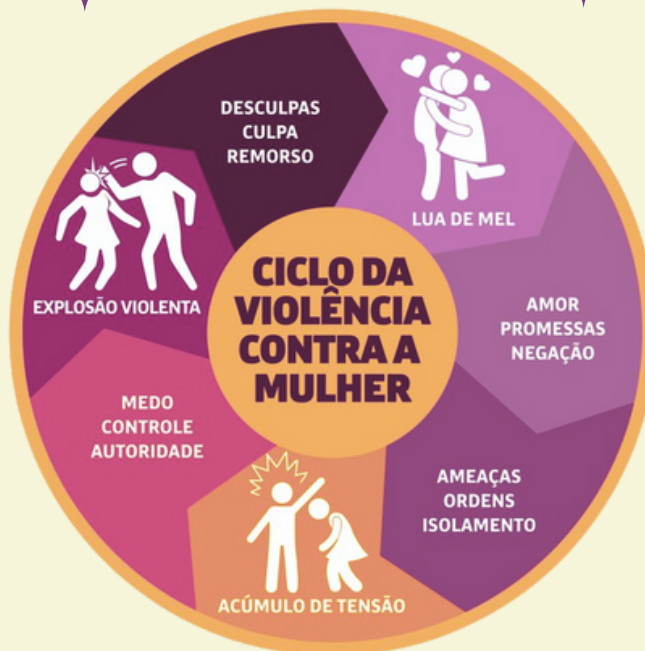 CICLO DA
VIOLÊNCIA
CONTRA A
MULHER
LUA DE MEL
AMOR
PROMESSAS
NEGAÇÃO
AMEAÇAS
ORDENS
ISOLAMENTO
ACÚMULO DE TENSÃO
MEDO
CONTROLE
AUTORIDADE
EXPLOSÃO VIOLENTA
DESCULPAS
CULPA
REMORSO